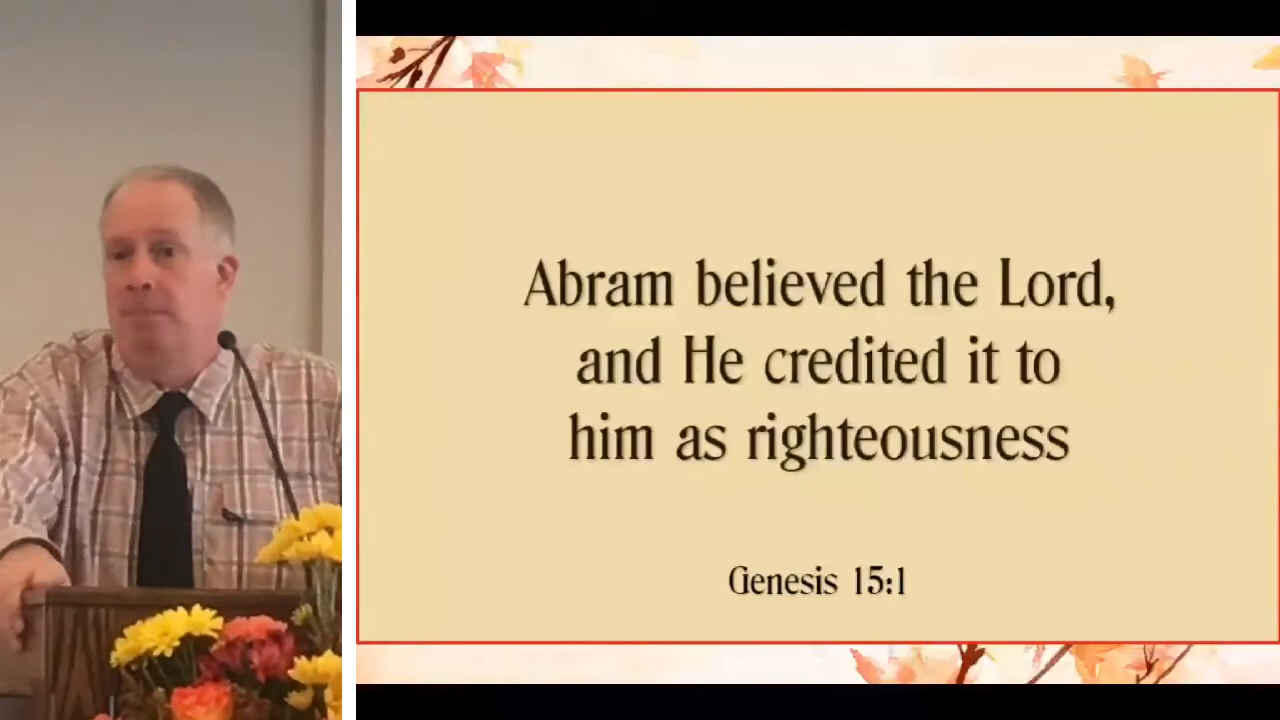 Abram believed the Lord,
and He credited it to
him as righteousness
Genesis 15:1